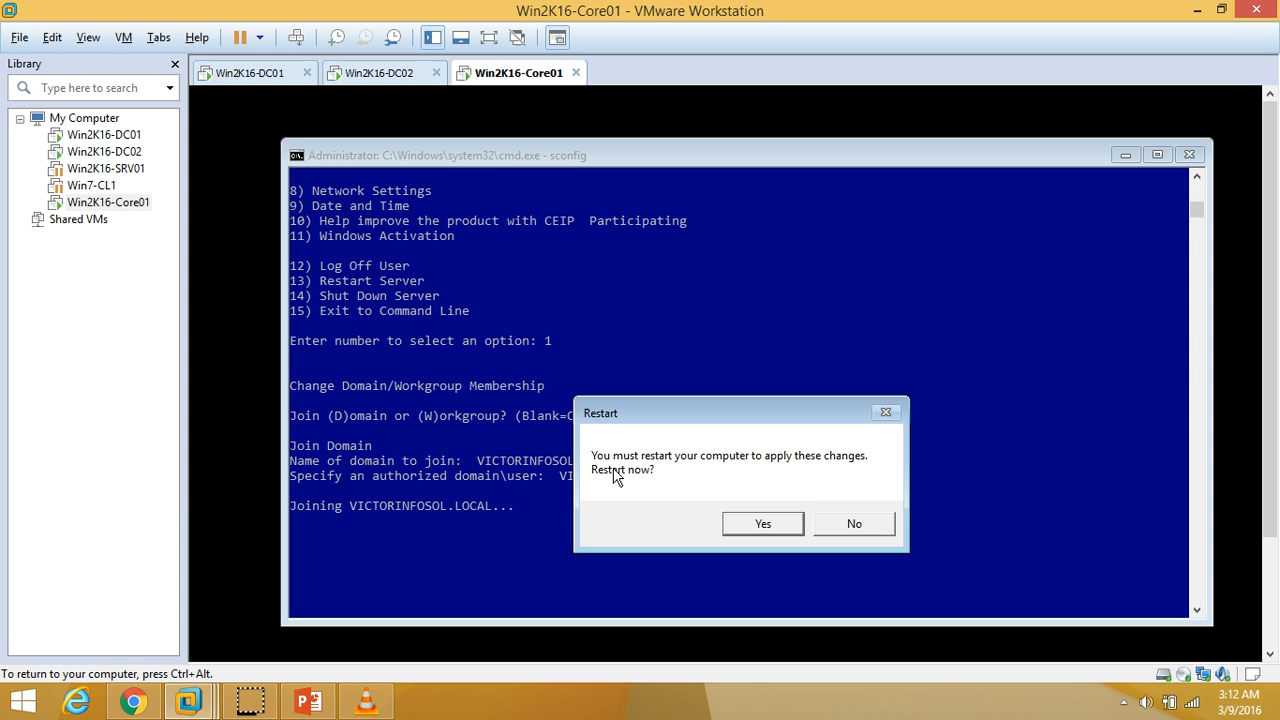 Win2K16-Core01 - VMware Workstation
File Edit View VM Tabs Help
Library
Type here to search
My Computer
Win2K16-DC01
Win2K16-DC02
Win2K16-SRV01
Win7-CL1
Win2K16-Core01
Shared VMs
Win2K16-DC01 Win2K16-DC02 Win2K16-Core01
Administrator: C:\Windows\system32\cmd.exe - sconfig
8) Network Settings
9) Date and Time
10) Help improve the product with CEIP Participating
11) Windows Activation
12) Log Off User
13) Restart Server
14) Shut Down Server
15) Exit to Command Line
Enter number to select an option: 1
Change Domain/Workgroup Membership
Join (D)omain or (W)orkgroup? (Blank=C
Join Domain
Name of domain to join: VICTORINFOSOL
Specify an authorized domain\user: VI
Joining VICTORINFOSOL.LOCAL...
Restart
You must restart your computer to apply these changes.
Restart now?
Yes No
To return to your computer, press Ctrl+Alt.
3:12 AM
3/9/2016